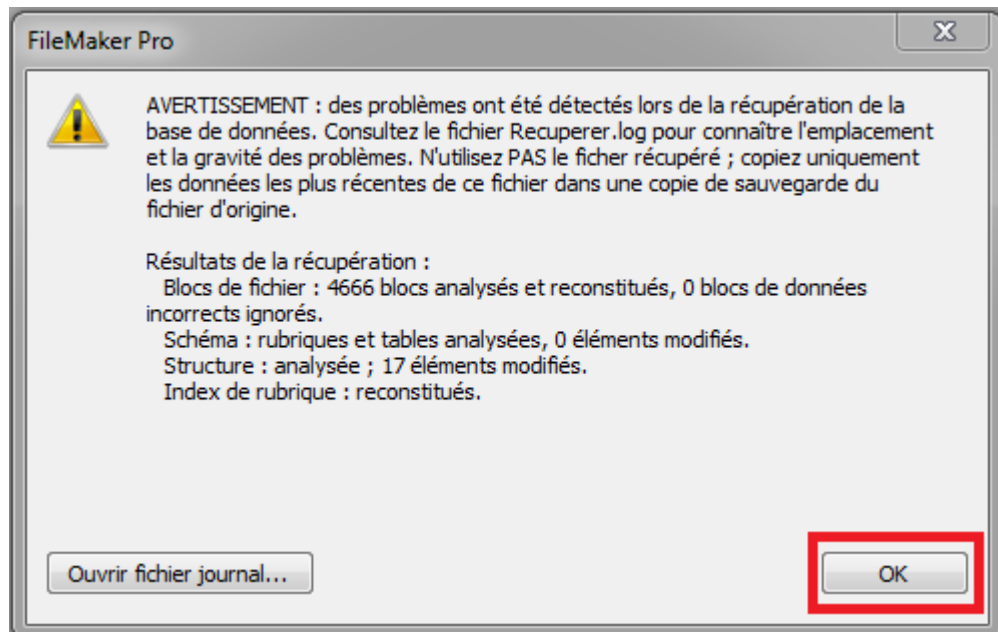 FileMaker Pro
AVERTISSEMENT : des problèmes ont été détectés lors de la récupération de la
base de données. Consultez le fichier Recuperer.log pour connaître l'emplacement
et la gravité des problèmes. N'utilisez PAS le ficher récupéré ; copiez uniquement
les données les plus récentes de ce fichier dans une copie de sauvegarde du
fichier d'origine.
Résultats de la récupération :
Blocs de fichier : 4666 blocs analysés et reconstitués, 0 blocs de données
incorrects ignorés.
Schéma : rubriques et tables analysées, 0 éléments modifiés.
Structure : analysée ; 17 éléments modifiés.
Index de rubrique : reconstitués.
Ouvrir fichier journal...
OK